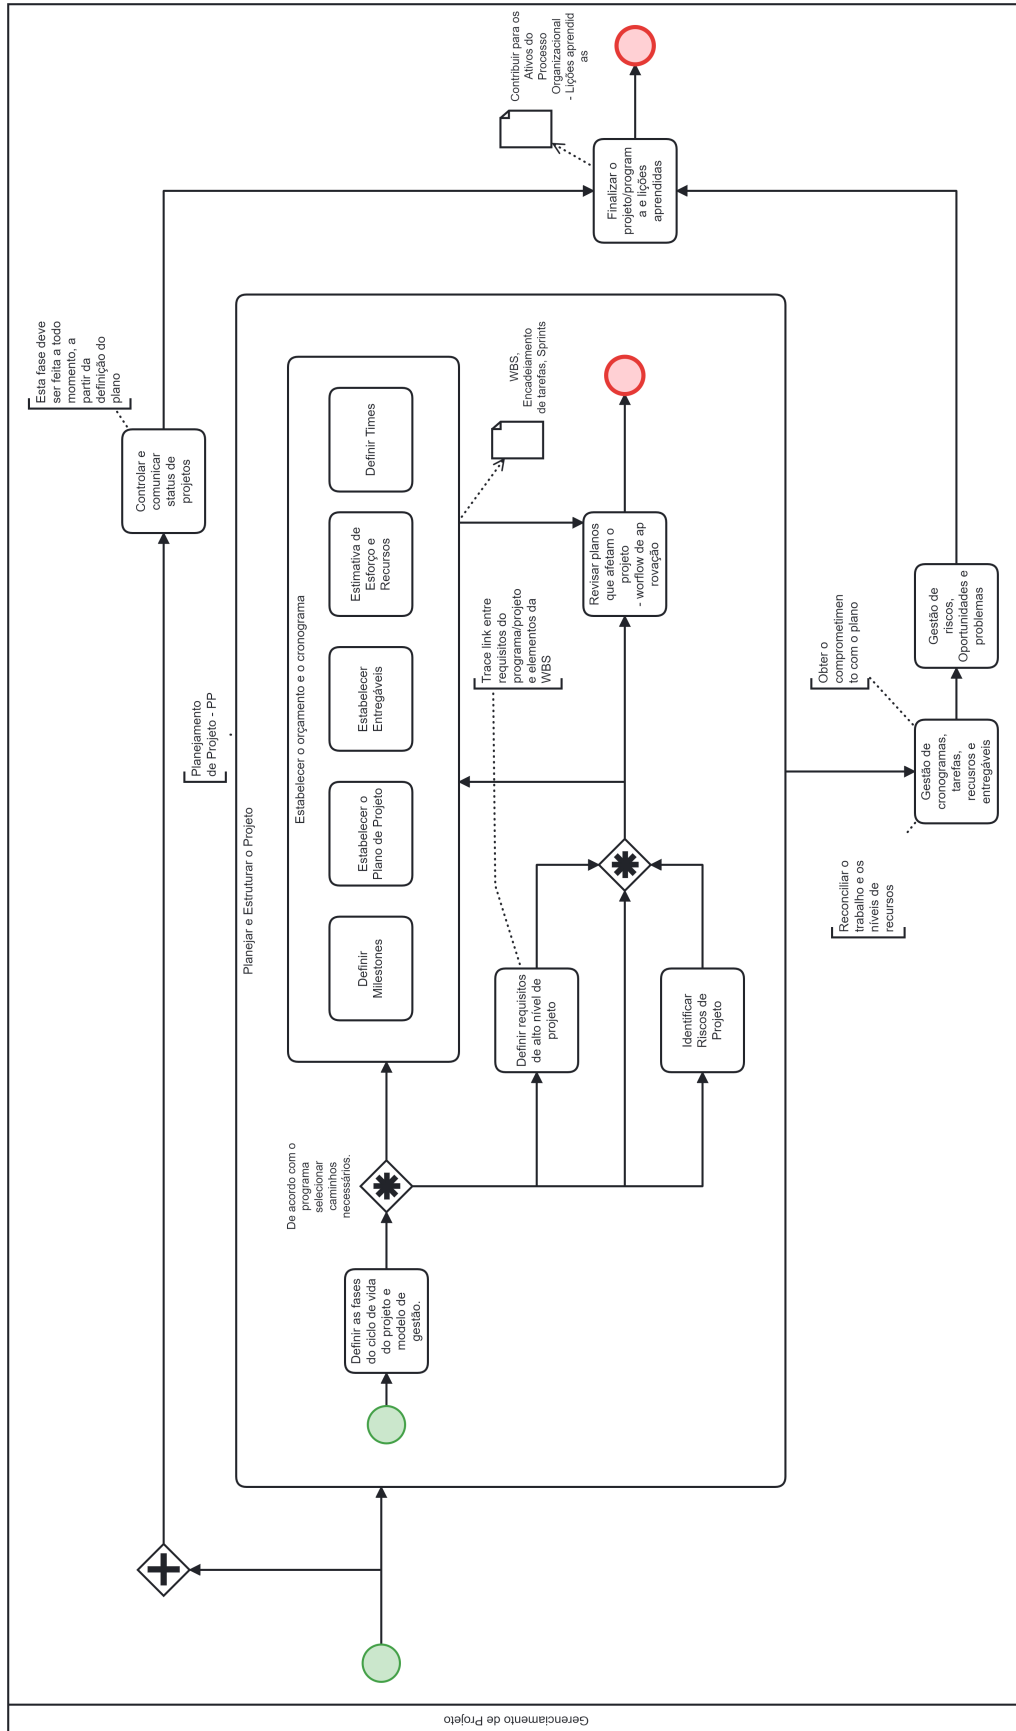 Gerenciamento de Projeto
Planejamento
de Projeto - PP
Planejar e Estruturar o Projeto
Definir as fases
do ciclo de vida
do projeto e
modelo de
gestão.
De acordo com o
programa
selecionar
caminhos
necessários.
Estabelecer o orçamento e o cronograma
Definir
Milestones
Estabelecer o
Plano de Projeto
Estabelecer
Entregáveis
Estimativa de
Esforço e
Recursos
Definir Times
Definir requisitos
de alto nível de
projeto
Identificar
Riscos de
Projeto
Trace link entre
requisitos do
programa/projeto
e elementos da
WBS
WBS,
Encadeiamento
de tarefas, Sprints
Revisar planos
que afetam o
projeto
- worflow de ap
rovação
Controlar e
comunicar
status de
projetos
Esta fase deve
ser feita a todo
momento, a
partir da
definição do
plano
Reconciliar o
trabalho e os
níveis de
recursos
Gestão de
cronogramas,
tarefas,
recusros e
entregáveis
Obter o
comprometimen
to com o plano
Gestão de
riscos,
Oportunidades e
problemas
Finalizar o
projeto/program
a e lições
aprendidas
Contribuir para os
Ativos do
Processo
Organizacional
- Lições aprendid
as